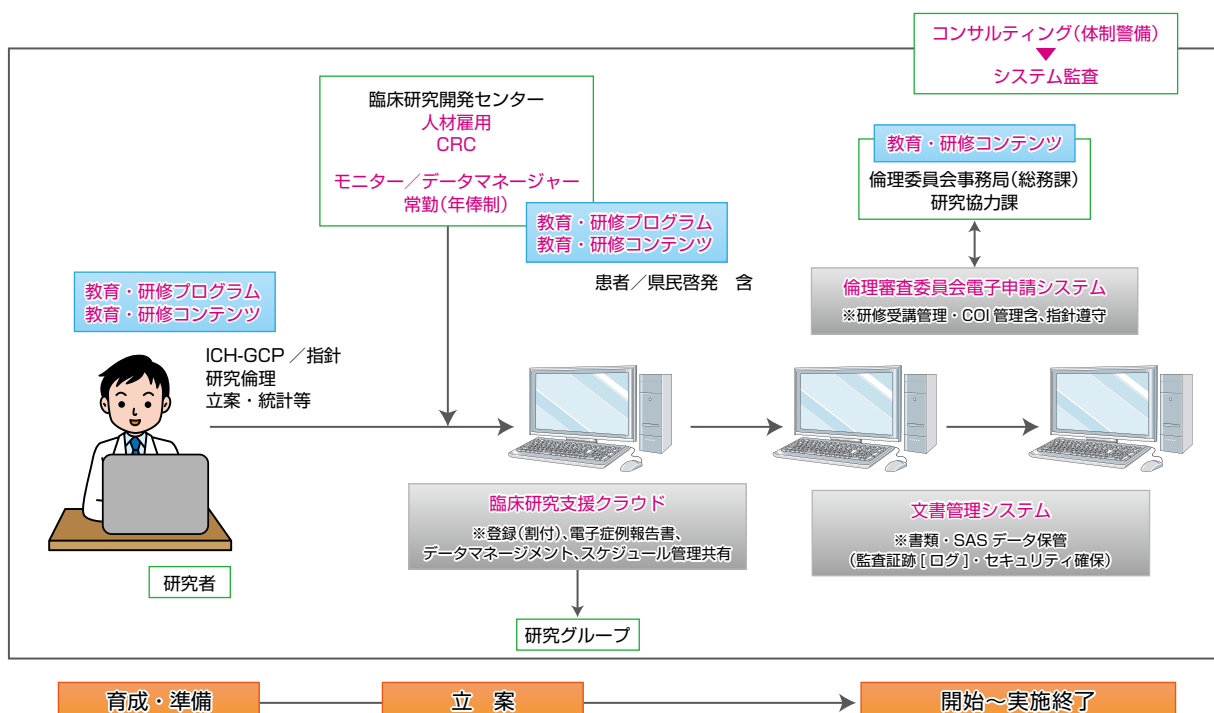 コンサルティング(体制警備)
システム監査
臨床研究開発センター
人材雇用
CRC
モニター／データマネージャー
常勤(年俸制)
教育・研修プログラム
教育・研修コンテンツ
患者／県民啓発　含
教育・研修コンテンツ
倫理委員会事務局(総務課)
研究協力課
倫理審査委員会電子申請システム
※研修受講管理・COI 管理含、指針遵守
教育・研修プログラム
教育・研修コンテンツ
ICH-GCP ／指針
研究倫理
立案・統計等
研究者
臨床研究支援クラウド
※登録(割付)、電子症例報告書、
データマネージメント、スケジュール管理共有
研究グループ
文書管理システム
※書類・SAS データ保管
(監査証跡 [ ログ ]・セキュリティ確保)
育成・準備
立　案
開始～実施終了